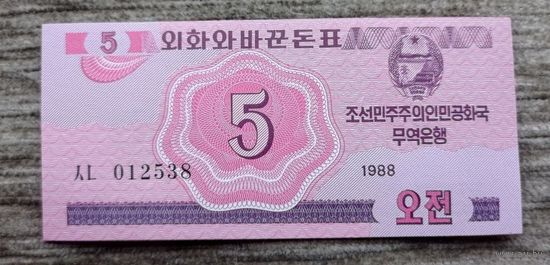 5 외화와바꾼돈표
5
조선민주주의인민공화국
무역은행
ㅅㄴ 012538
1988
오전